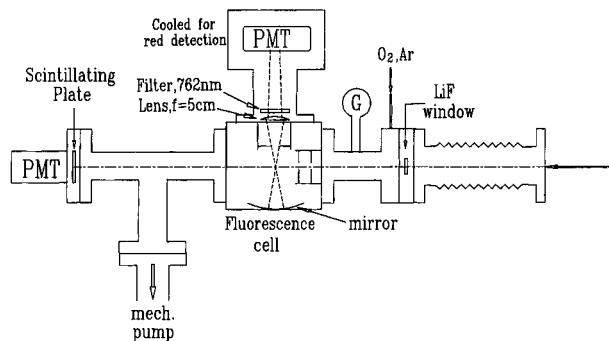 Cooled for
red detection
PMT
Filter,762nm
Lens,f=5cm
Scintillating
Plate
PMT
O2,Ar
G
LiF
window
Fluorescence
cell
mirror
mech.
pump